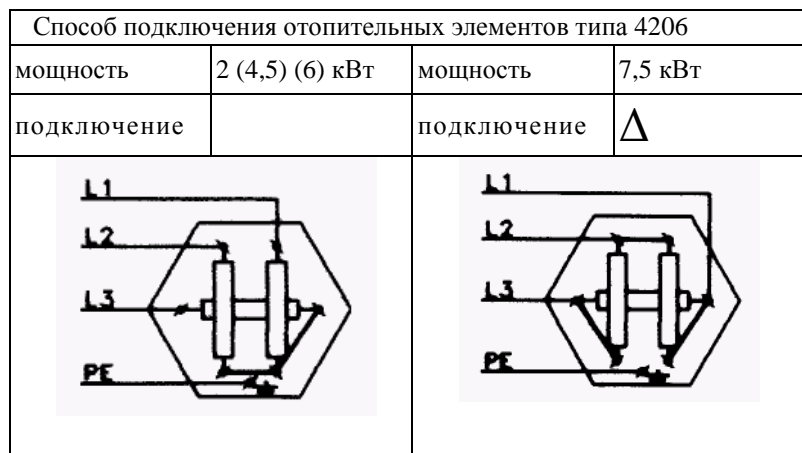 Способ подключения отопительных элементов типа 4206
мощность 2 (4,5) (6) кВт мощность 7,5 кВт
подключение подключение Δ
L1 L1
L2 L2
L3 L3
PE PE